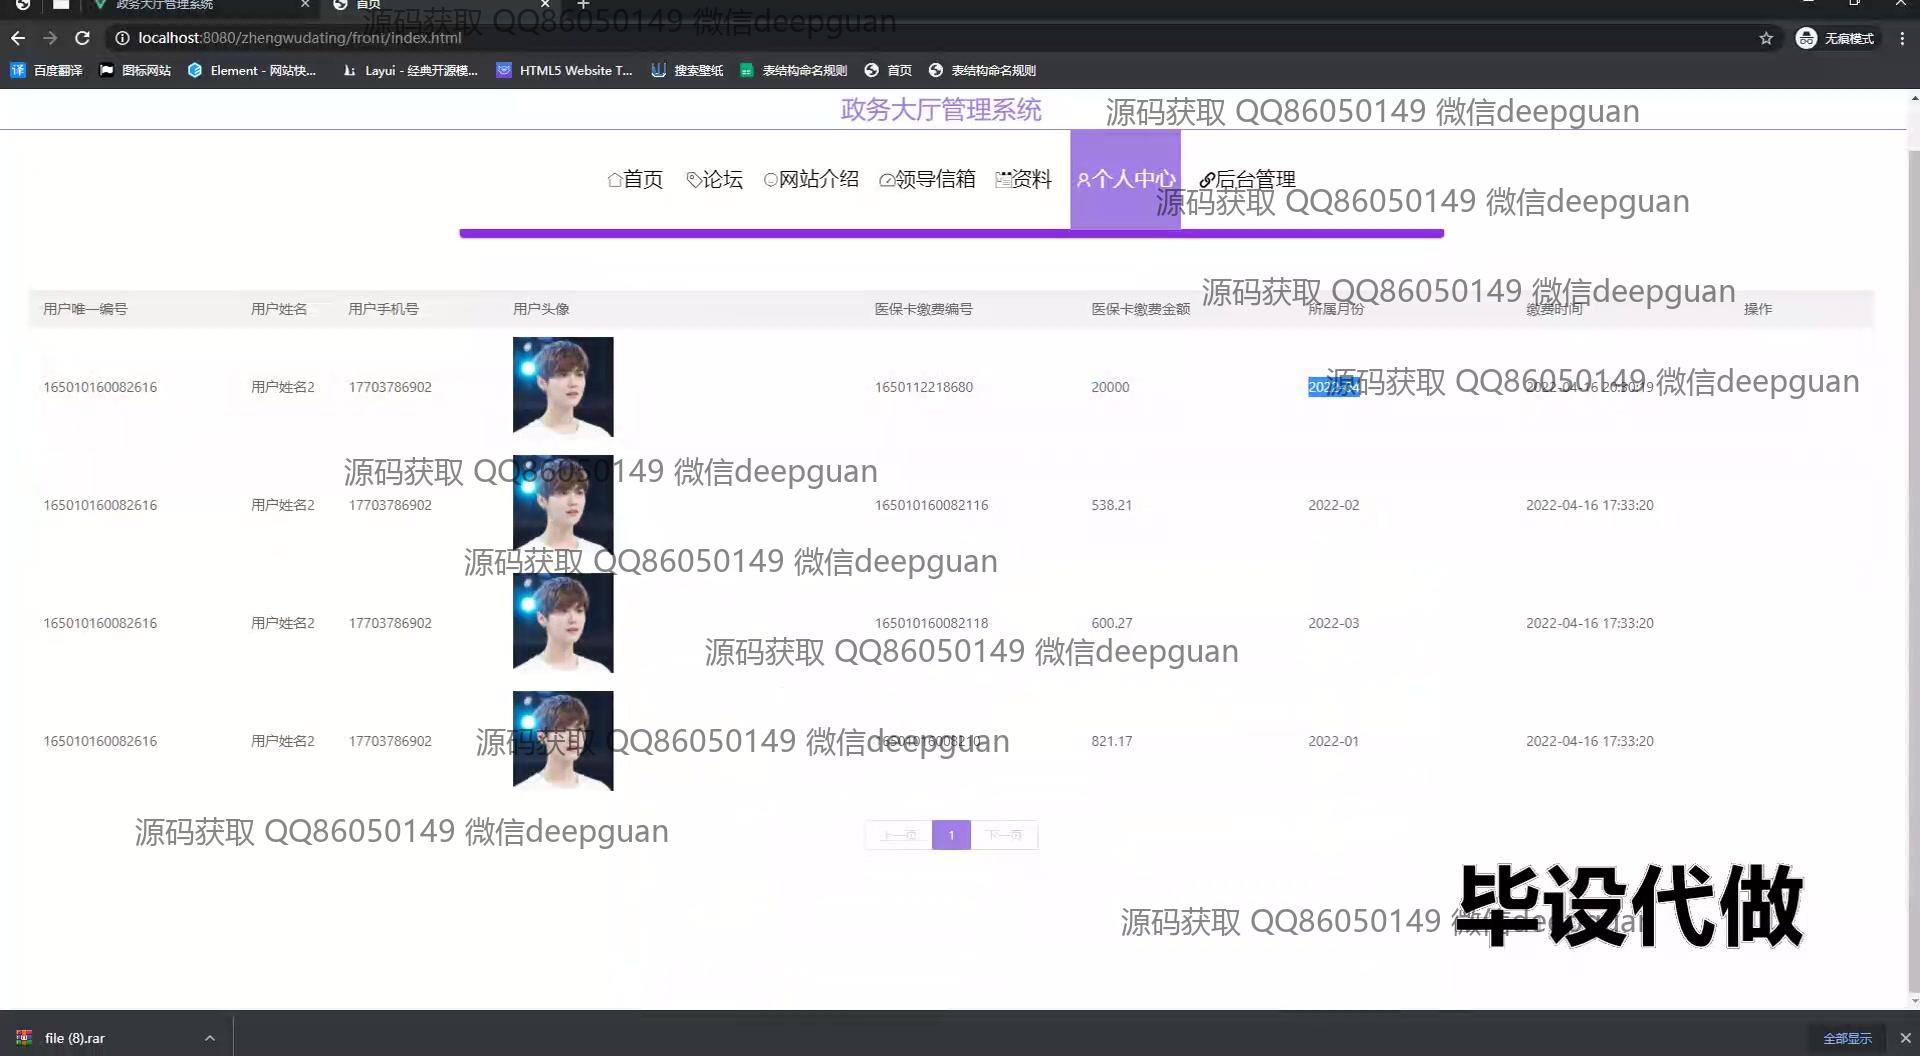 政务大厅管理系统
首页
源码获取 QQ86050149 微信deepguan
localhost:8080/zhengwudating/front/index.html
无痕模式
百度翻译
图标网站
Element - 网站快...
Layui - 经典开源模...
HTML5 Website T...
搜索壁纸
表结构命名规则
首页
表结构命名规则
政务大厅管理系统
源码获取 QQ86050149 微信deepguan
首页 论坛 网站介绍 领导信箱 资料 个人中心 后台管理
源码获取 QQ86050149 微信deepguan
源码获取 QQ86050149 微信deepguan
用户唯一编号 用户姓名 用户手机号 用户头像 医保卡缴费编号 医保卡缴费金额 所属月份 缴费时间 操作
165010160082616 用户姓名2 17703786902 1650112218680 20000 2022-04 2022-04-16 20:30:19
源码获取 QQ86050149 微信deepguan
源码获取 QQ86050149 微信deepguan
165010160082616 用户姓名2 17703786902 165010160082116 538.21 2022-02 2022-04-16 17:33:20
源码获取 QQ86050149 微信deepguan
165010160082616 用户姓名2 17703786902 165010160082118 600.27 2022-03 2022-04-16 17:33:20
源码获取 QQ86050149 微信deepguan
165010160082616 用户姓名2 17703786902 821.17 2022-01 2022-04-16 17:33:20
源码获取 QQ86050149 微信deepguan
源码获取 QQ86050149 微信deepguan
上一页 1 下一页
源码获取 QQ86050149
毕设代做
file (8).rar
全部显示